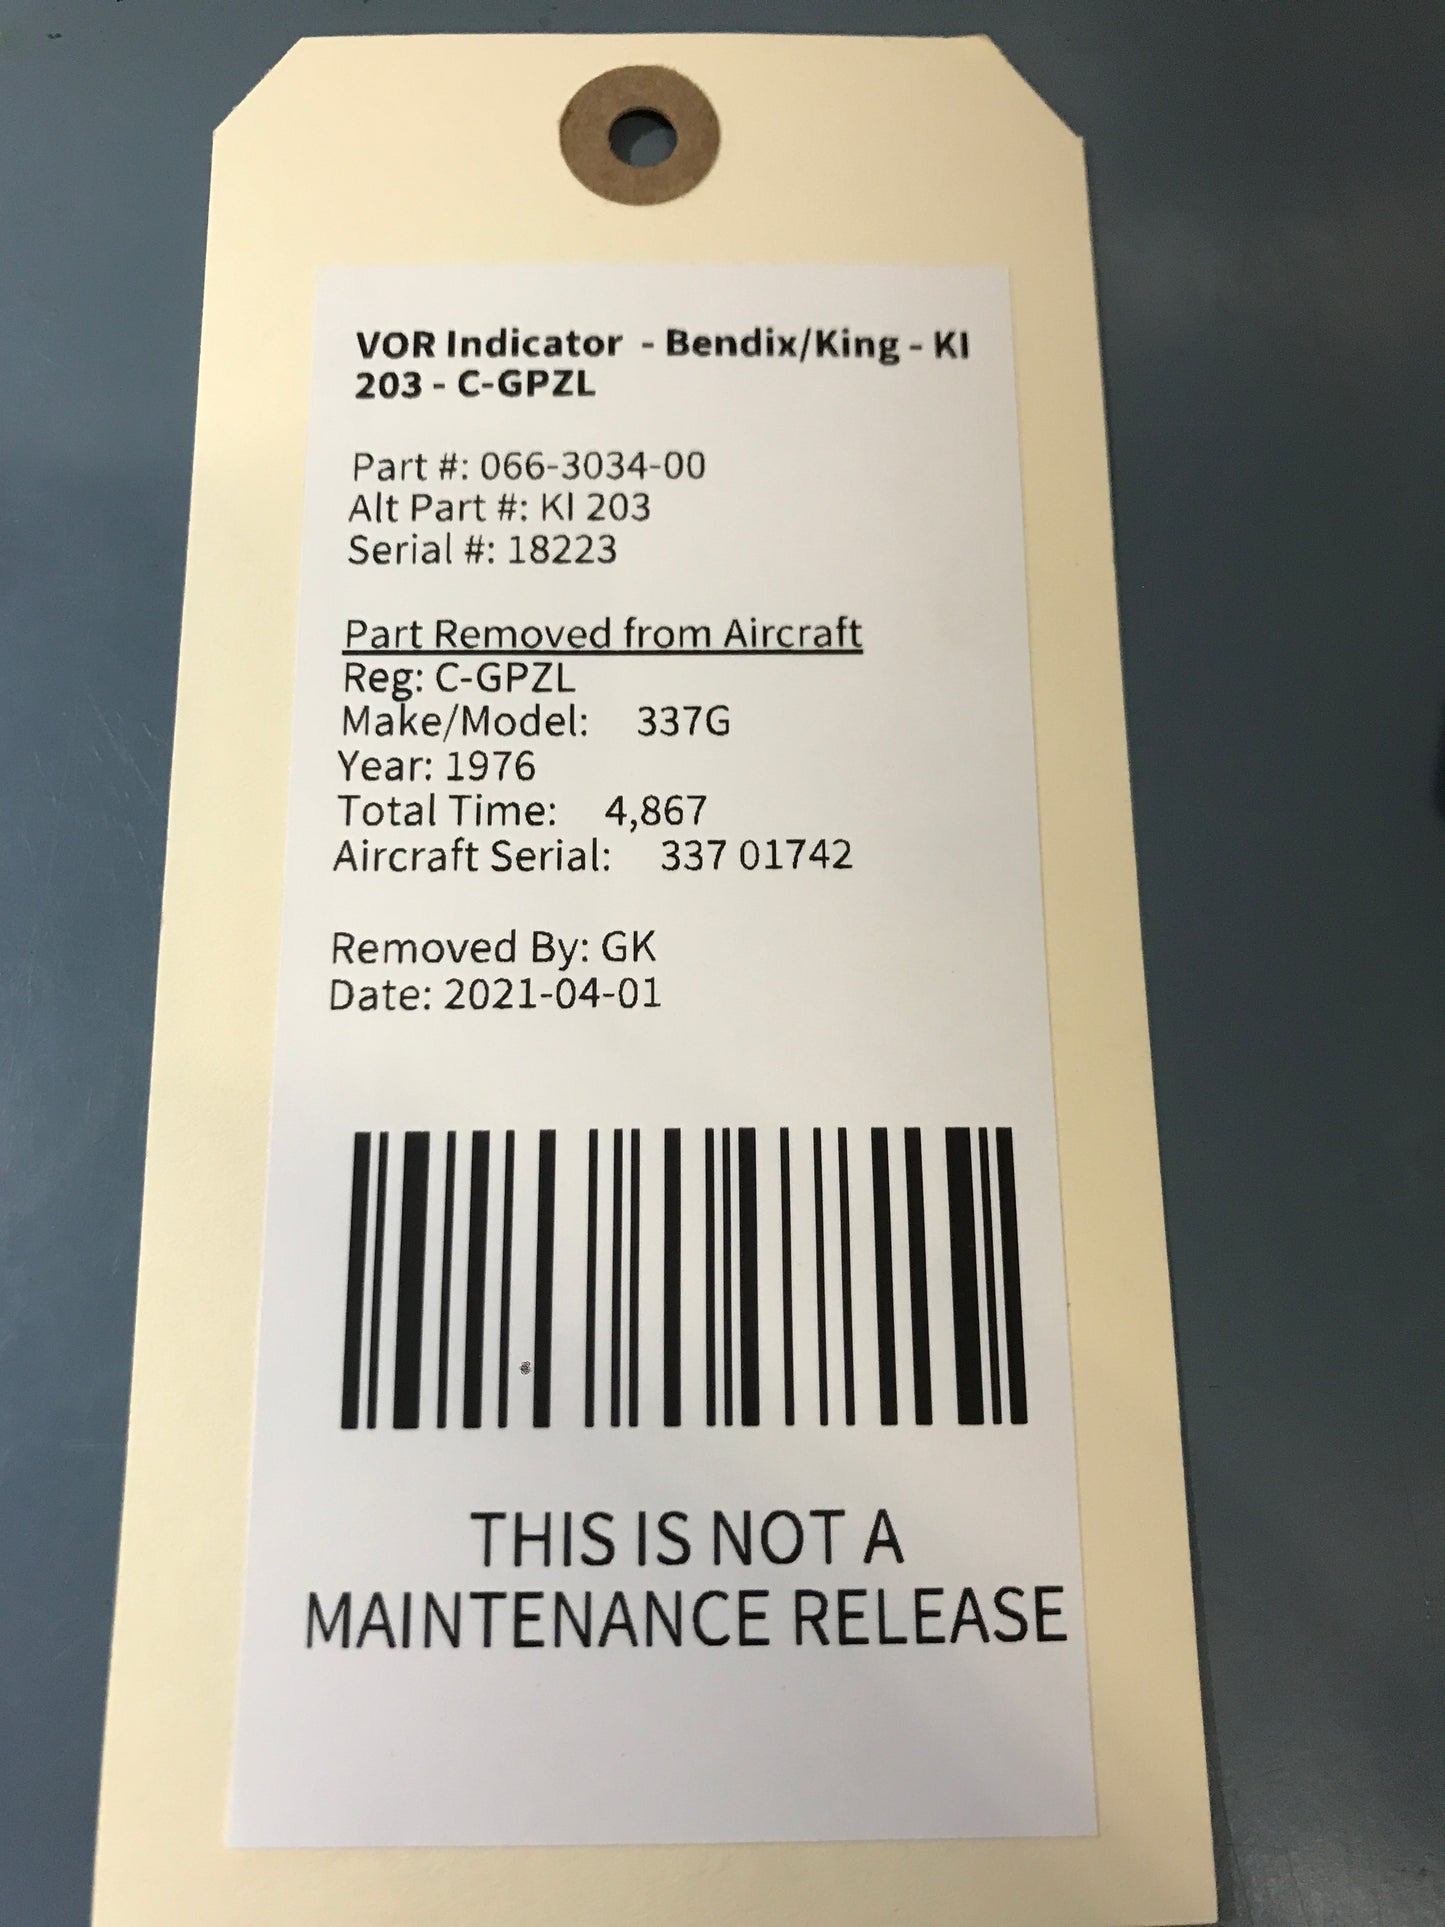 VOR Indicator - Bendix/King - KI
203 - C-GPZL
Part #: 066-3034-00
Alt Part #: KI 203
Serial #: 18223
Part Removed from Aircraft
Reg: C-GPZL
Make/Model: 337G
Year: 1976
Total Time: 4,867
Aircraft Serial: 337 01742
Removed By: GK
Date: 2021-04-01
THIS IS NOT A
MAINTENANCE RELEASE